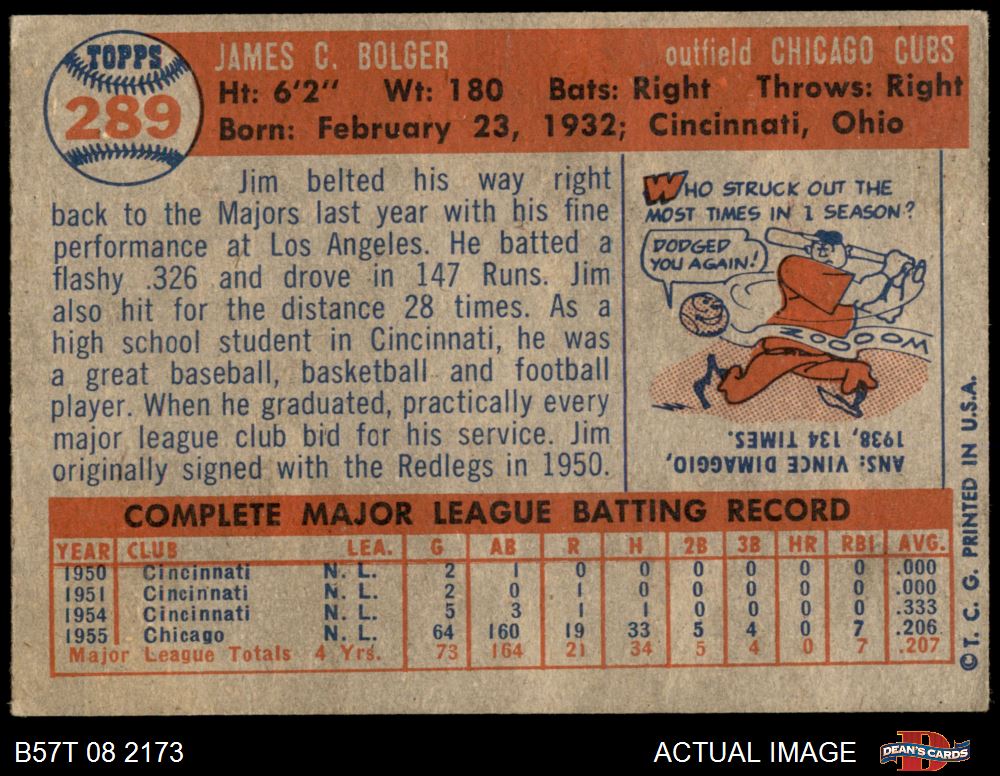 TOPPS
289
JAMES C. BOLGER outfield CHICAGO CUBS
Ht: 6'2" Wt: 180 Bats: Right Throws: Right
Born: February 23, 1932; Cincinnati, Ohio
Jim belted his way right
back to the Majors last year with his fine
performance at Los Angeles. He batted a
flashy .326 and drove in 147 Runs. Jim
also hit for the distance 28 times. As a
high school student in Cincinnati, he was
a great baseball, basketball and football
player. When he graduated, practically every
major league club bid for his service. Jim
originally signed with the Redlegs in 1950.
WHO STRUCK OUT THE
MOST TIMES IN 1 SEASON?
DODGED
YOU AGAIN!
WOOOOOZ
ANS: VINCE DIMAGGIO,
1938, 134 TIMES.
COMPLETE MAJOR LEAGUE BATTING RECORD
YEAR CLUB LEA. G AB R H 2B 3B HR RBI AVG.
1950 Cincinnati N. L. 2 1 0 0 0 0 0 0 .000
1951 Cincinnati N. L. 2 0 1 0 0 0 0 0 .000
1954 Cincinnati N. L. 5 3 1 1 0 0 0 0 .333
1955 Chicago N. L. 64 160 19 33 5 4 0 7 .206
Major League Totals 4 Yrs. 73 164 21 34 5 4 0 7 .207
© T. C. G. PRINTED IN U.S.A.
B57T 08 2173
ACTUAL IMAGE
D
DEAN'S CARDS